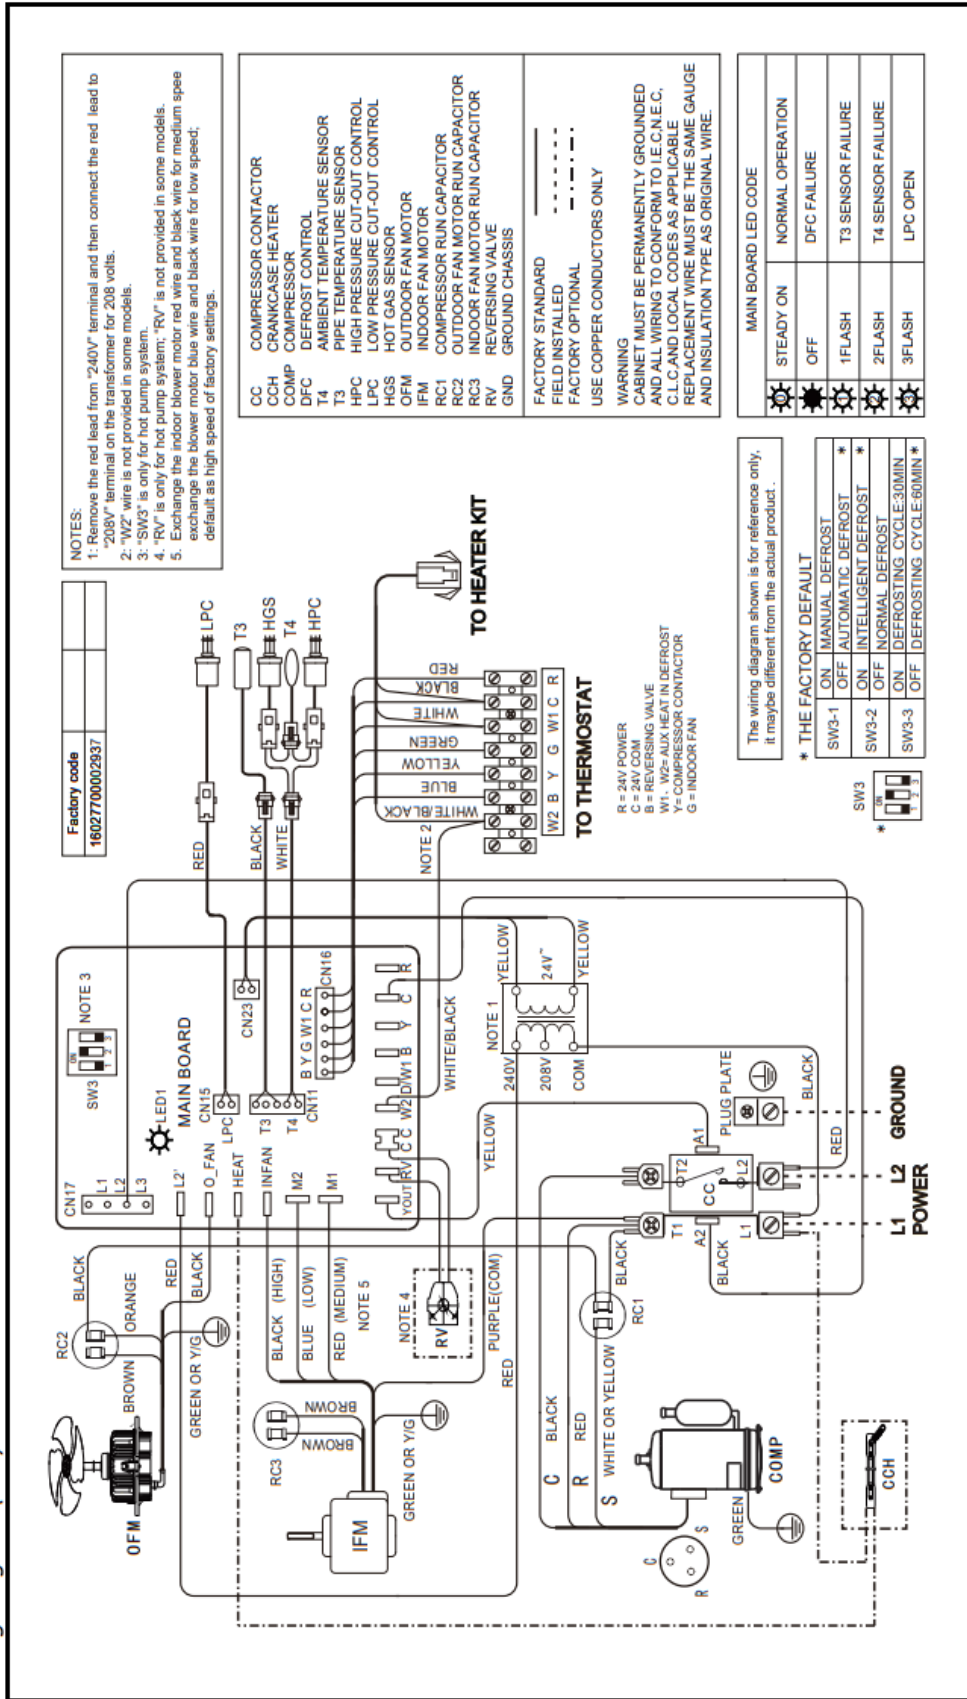 NOTES:
1: Remove the red lead from "240V" terminal and then connect the red lead to
"208V" terminal on the transformer for 208 volts.
2: "W2" wire is not provided in some models.
3: "SW3" is only for hot pump system.
4. "RV" is only for hot pump system; "RV" is not provided in some models.
5. Exchange the indoor blower motor red wire and black wire for medium spee
exchange the blower motor blue wire and black wire for low speed;
default as high speed of factory settings.
Factory code
16027700002937
CC COMPRESSOR CONTACTOR
CCH CRANKCASE HEATER
COMP COMPRESSOR
DFC DEFROST CONTROL
T4 AMBIENT TEMPERATURE SENSOR
T3 PIPE TEMPERATURE SENSOR
HPC HIGH PRESSURE CUT-OUT CONTROL
LPC LOW PRESSURE CUT-OUT CONTROL
HGS HOT GAS SENSOR
OFM OUTDOOR FAN MOTOR
IFM INDOOR FAN MOTOR
RC1 COMPRESSOR RUN CAPACITOR
RC2 OUTDOOR FAN MOTOR RUN CAPACITOR
RC3 INDOOR FAN MOTOR RUN CAPACITOR
RV REVERSING VALVE
GND GROUND CHASSIS
FACTORY STANDARD
FIELD INSTALLED
FACTORY OPTIONAL
USE COPPER CONDUCTORS ONLY
WARNING
CABINET MUST BE PERMANENTLY GROUNDED
AND ALL WIRING TO CONFORM TO I.E.C,N.E.C,
C.L.C,AND LOCAL CODES AS APPLICABLE
REPLACEMENT WIRE MUST BE THE SAME GAUGE
AND INSULATION TYPE AS ORIGINAL WIRE.
MAIN BOARD LED CODE
0 STEADY ON NORMAL OPERATION
OFF DFC FAILURE
1 1FLASH T3 SENSOR FAILURE
2 2FLASH T4 SENSOR FAILURE
3 3FLASH LPC OPEN
The wiring diagram shown is for reference only,
it maybe different from the actual product .
* THE FACTORY DEFAULT
SW3-1 ON MANUAL DEFROST
OFF AUTOMATIC DEFROST *
SW3-2 ON INTELLIGENT DEFROST *
OFF NORMAL DEFROST
SW3-3 ON DEFROSTING CYCLE:30MIN
OFF DEFROSTING CYCLE:60MIN *
SW3
*
ON
1 2 3
LPC
T3
HGS
T4
HPC
RED
BLACK
WHITE
TO HEATER KIT
RED
BLACK
WHITE
GREEN
YELLOW
BLUE
WHITE/BLACK
NOTE 2
W2 B Y G W1 C R
TO THERMOSTAT
R = 24V POWER
C = 24V COM
B = REVERSING VALVE
W1、W2= AUX HEAT IN DEFROST
Y= COMPRESSOR CONTACTOR
G = INDOOR FAN
SW3
ON
1 2 3
NOTE 3
LED1
MAIN BOARD
CN17
L1
L2
L3
L2'
O_FAN
HEAT
INFAN
M2
M1
CN15
LPC
T3
T4
CN11
CN23
B Y G W1 C R
CN16
YOUT RV C C W2 D/W1 B Y C R
WHITE/BLACK
YELLOW
NOTE 1
240V
208V
COM
24V~
YELLOW
YELLOW
BLACK
PLUG PLATE
RED
T2
CC
L2
A1
T1
A2
L1
BLACK
BLACK
L1 L2 GROUND
POWER
OFM
RC2
BLACK
ORANGE
BROWN
RED
BLACK
GREEN OR Y/G
IFM
RC3
BROWN
BROWN
BLACK (HIGH)
BLUE (LOW)
RED (MEDIUM)
NOTE 5
GREEN OR Y/G
NOTE 4
RV
PURPLE(COM)
RED
C BLACK
R RED
S WHITE OR YELLOW
RC1
COMP
GREEN
C
R S
CCH